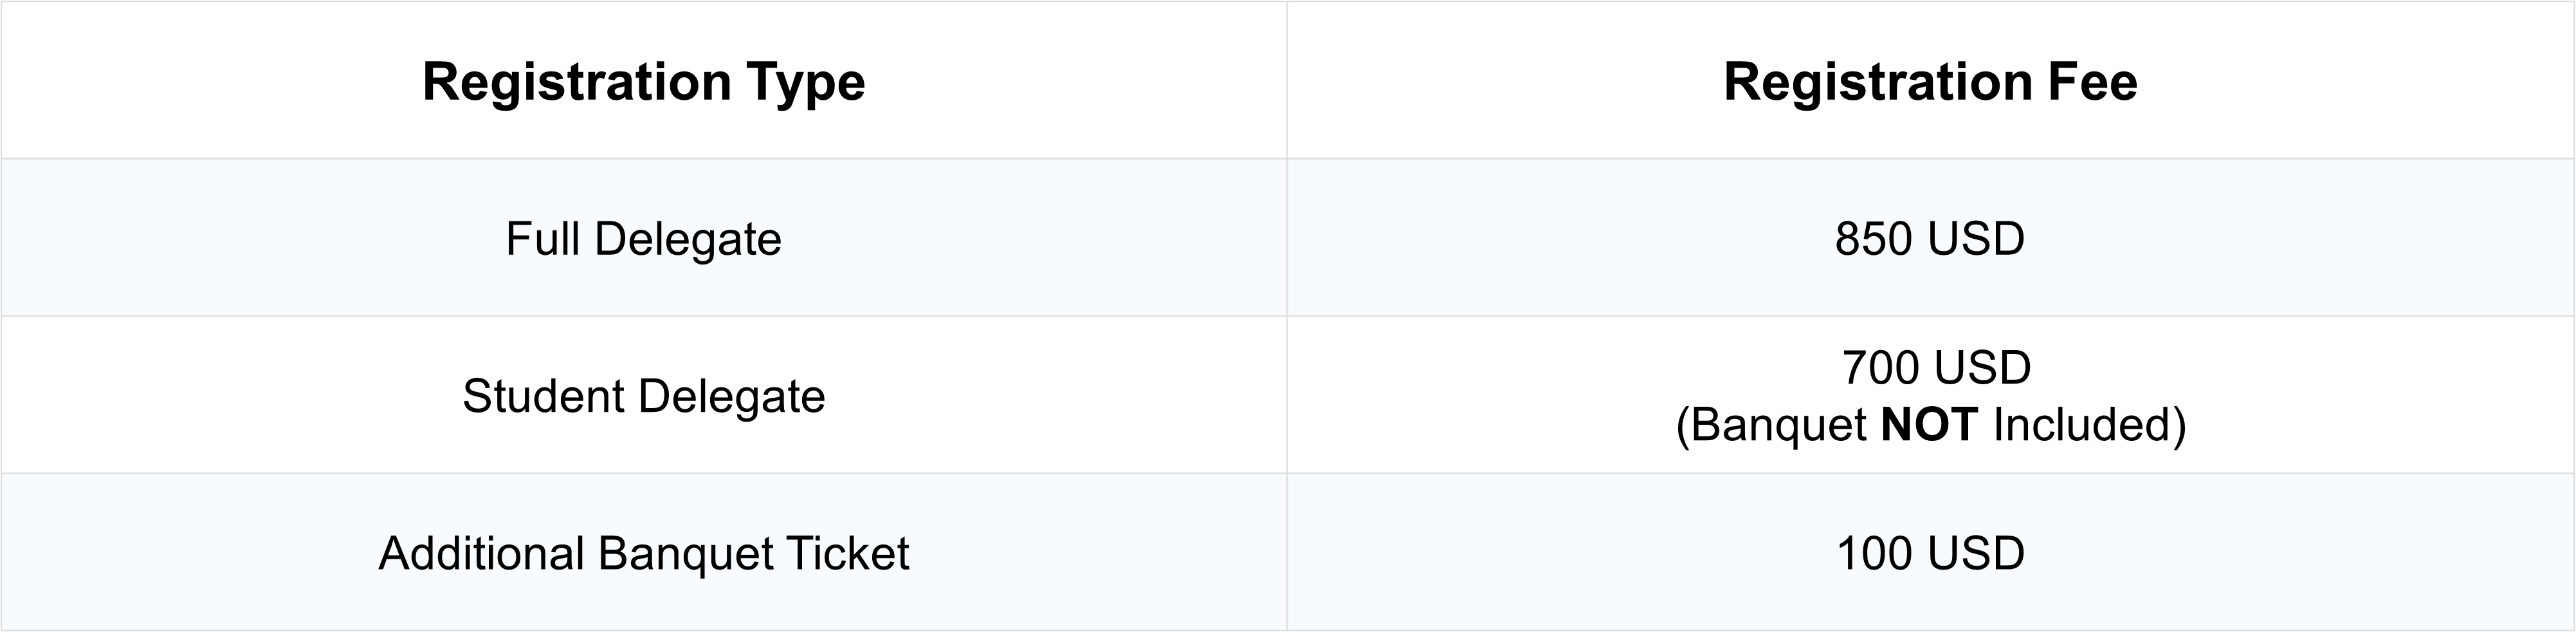 Registration Type
Registration Fee
Full Delegate
850 USD
Student Delegate
700 USD
(Banquet NOT Included)
Additional Banquet Ticket
100 USD